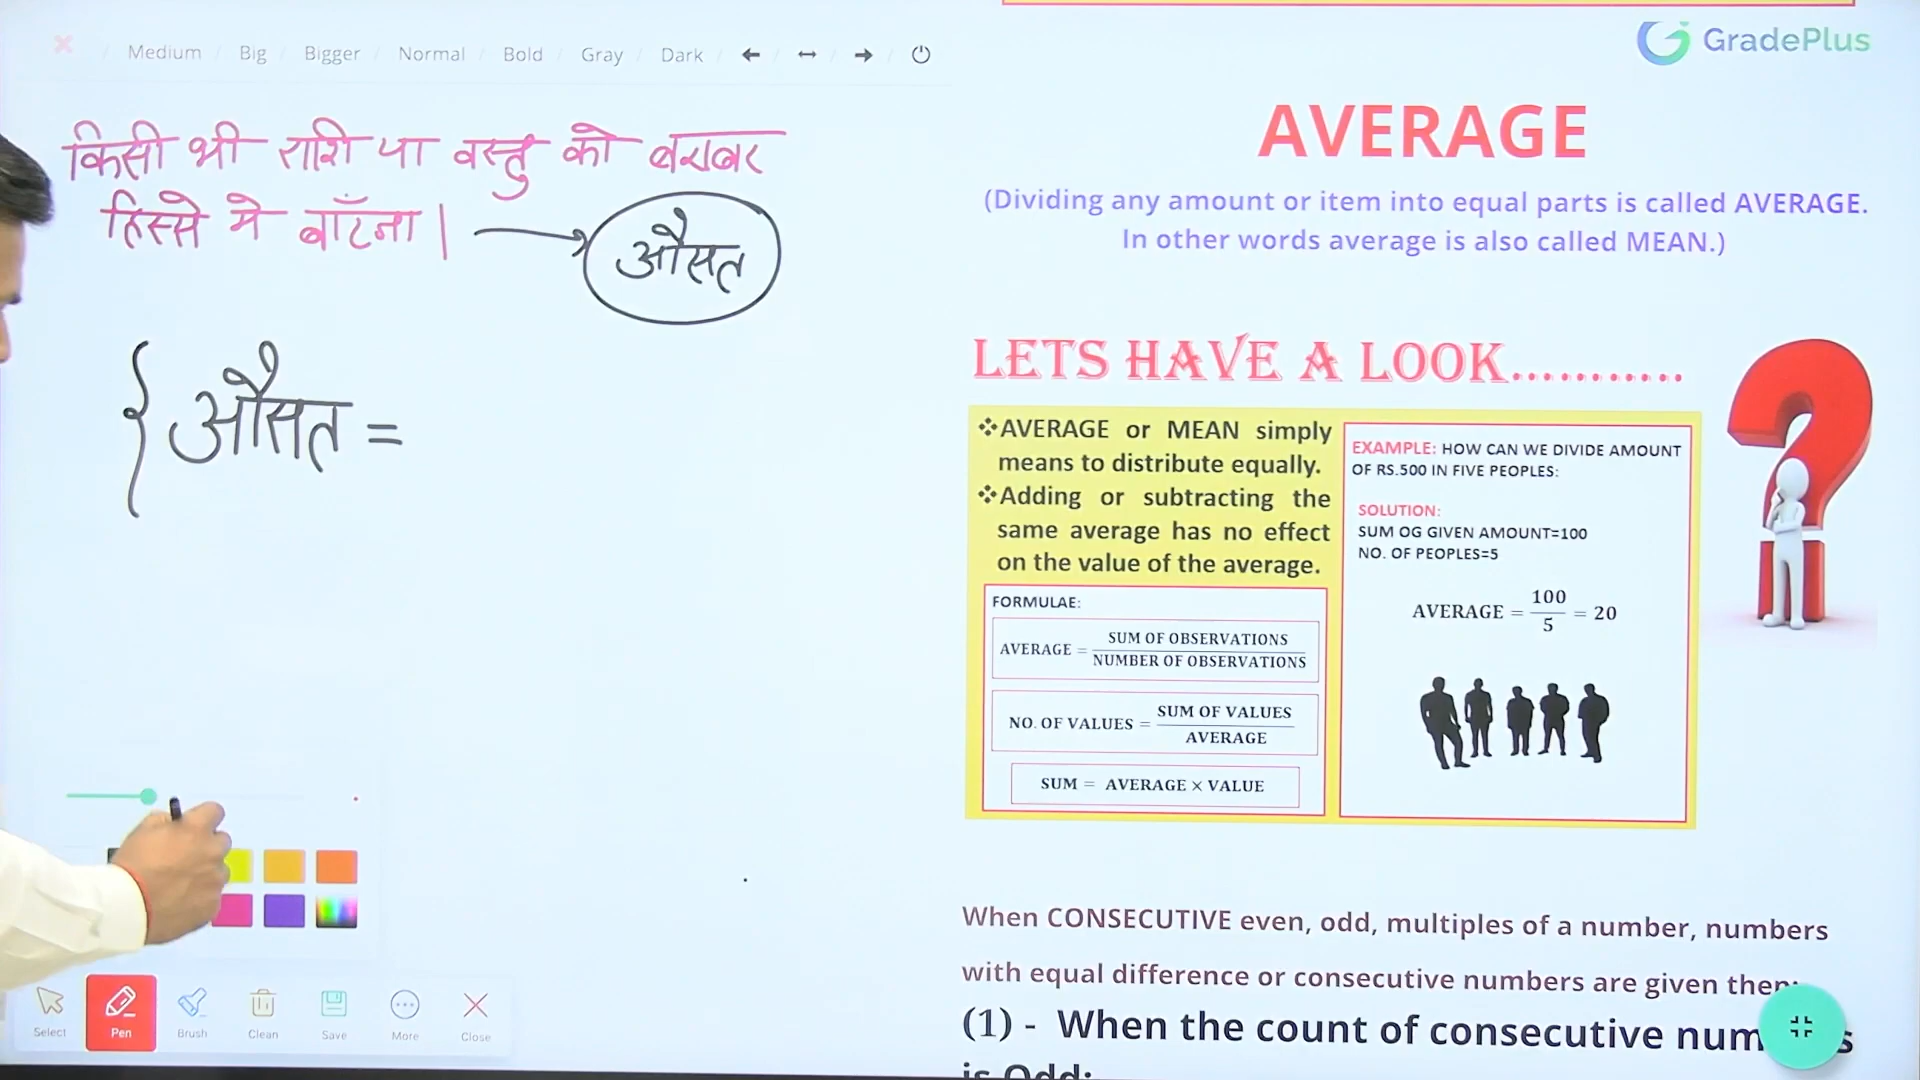 Medium / Big / Bigger / Normal / Bold / Gray / Dark
किसी भी राशि या वस्तु को बराबर
हिस्से मे बाँटना | → औसत
{ औसत =
Select Pen Brush Clean Save More Close
GradePlus
AVERAGE
(Dividing any amount or item into equal parts is called AVERAGE.
In other words average is also called MEAN.)
LETS HAVE A LOOK...........
❖AVERAGE or MEAN simply
means to distribute equally.
❖Adding or subtracting the
same average has no effect
on the value of the average.
FORMULAE:
AVERAGE = SUM OF OBSERVATIONS / NUMBER OF OBSERVATIONS
NO. OF VALUES = SUM OF VALUES / AVERAGE
SUM = AVERAGE × VALUE
EXAMPLE: HOW CAN WE DIVIDE AMOUNT
OF RS.500 IN FIVE PEOPLES:
SOLUTION:
SUM OG GIVEN AMOUNT=100
NO. OF PEOPLES=5
AVERAGE = 100 / 5 = 20
When CONSECUTIVE even, odd, multiples of a number, numbers
with equal difference or consecutive numbers are given then:
(1) - When the count of consecutive
is Odd: